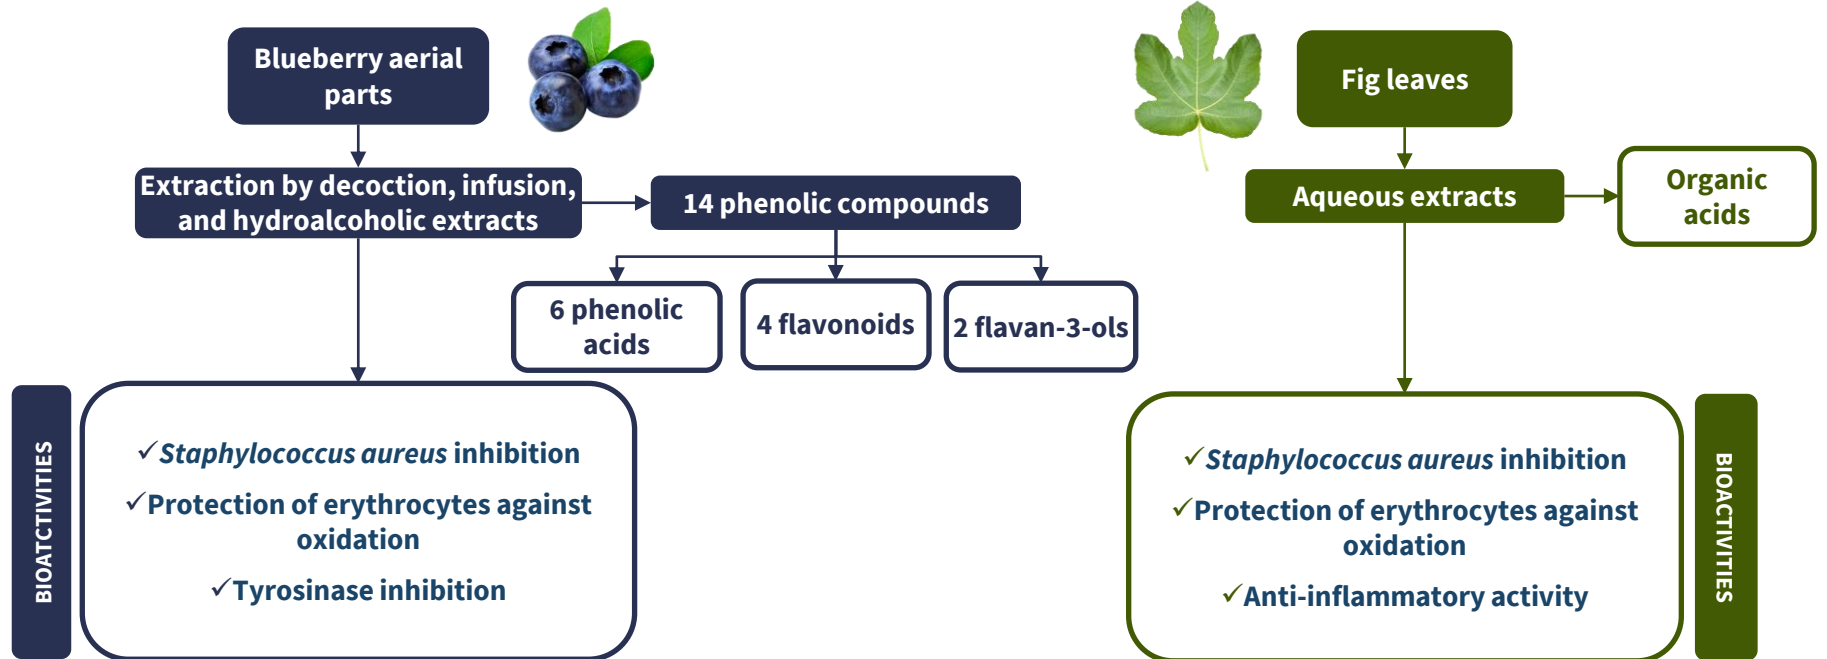 Blueberry aerial
parts
Extraction by decoction, infusion,
and hydroalcoholic extracts
14 phenolic compounds
6 phenolic
acids
4 flavonoids
2 flavan-3-ols
BIOATCTIVITIES
✓Staphylococcus aureus inhibition
✓Protection of erythrocytes against
oxidation
✓Tyrosinase inhibition
Fig leaves
Aqueous extracts
Organic
acids
✓Staphylococcus aureus inhibition
✓Protection of erythrocytes against
oxidation
✓Anti-inflammatory activity
BIOACTIVITIES